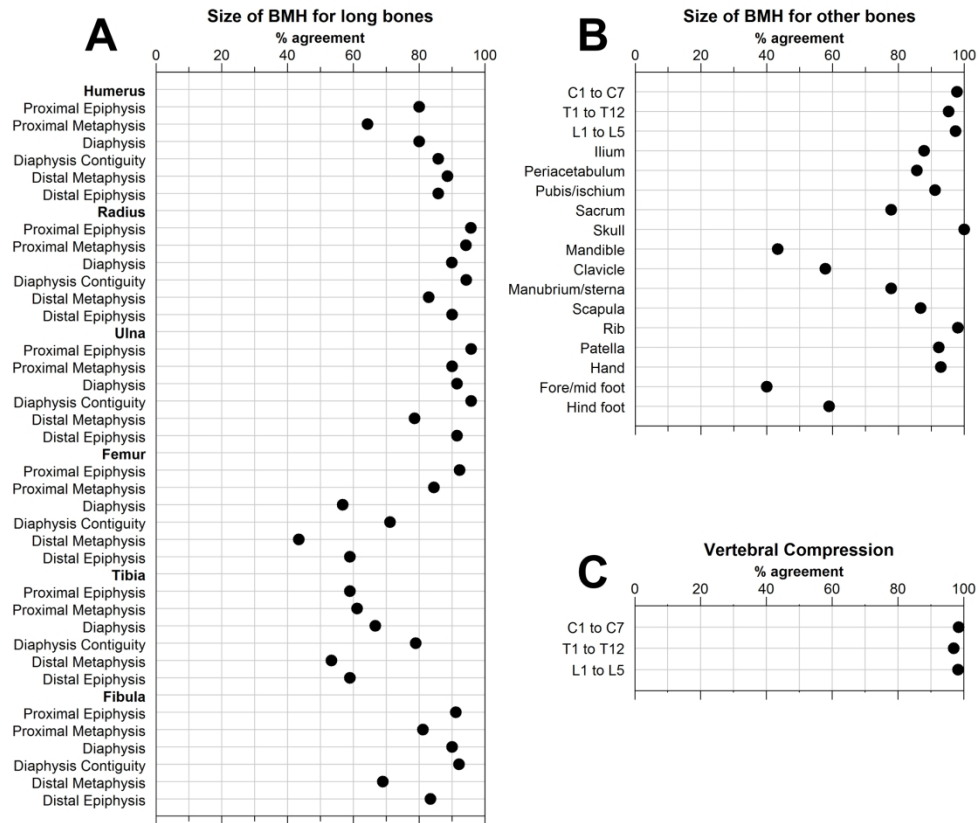 A
Size of BMH for long bones
% agreement
0 20 40 60 80 100
Humerus
Proximal Epiphysis
Proximal Metaphysis
Diaphysis
Diaphysis Contiguity
Distal Metaphysis
Distal Epiphysis
Radius
Proximal Epiphysis
Proximal Metaphysis
Diaphysis
Diaphysis Contiguity
Distal Metaphysis
Distal Epiphysis
Ulna
Proximal Epiphysis
Proximal Metaphysis
Diaphysis
Diaphysis Contiguity
Distal Metaphysis
Distal Epiphysis
Femur
Proximal Epiphysis
Proximal Metaphysis
Diaphysis
Diaphysis Contiguity
Distal Metaphysis
Distal Epiphysis
Tibia
Proximal Epiphysis
Proximal Metaphysis
Diaphysis
Diaphysis Contiguity
Distal Metaphysis
Distal Epiphysis
Fibula
Proximal Epiphysis
Proximal Metaphysis
Diaphysis
Diaphysis Contiguity
Distal Metaphysis
Distal Epiphysis
B
Size of BMH for other bones
% agreement
0 20 40 60 80 100
C1 to C7
T1 to T12
L1 to L5
Ilium
Periacetabulum
Pubis/ischium
Sacrum
Skull
Mandible
Clavicle
Manubrium/sterna
Scapula
Rib
Patella
Hand
Fore/mid foot
Hind foot
C
Vertebral Compression
% agreement
0 20 40 60 80 100
C1 to C7
T1 to T12
L1 to L5